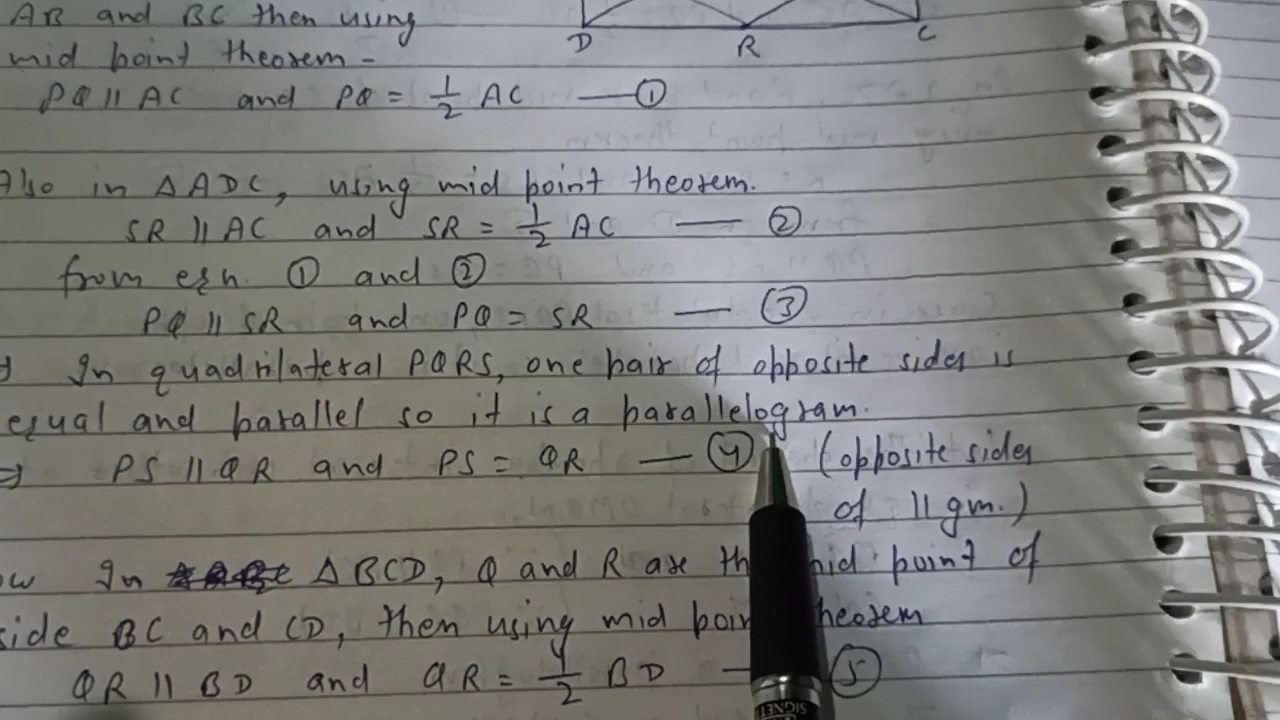 AB and BC then using
D R C
mid point theorem -
PQ || AC and PQ = 1/2 AC — ①
Also in ΔADC, using mid point theorem.
SR || AC and SR = 1/2 AC — ②
from eqn. ① and ②
PQ || SR and PQ = SR — ③
In quadrilateral PQRS, one pair of opposite sides is
equal and parallel so it is a parallelogram.
⇒ PS || QR and PS = QR — ④ (opposite sides
of || gm.)
In ΔBCD, Q and R are mid point of
side BC and CD, then using mid theorem
QR || BD and QR = 1/2 BD — ⑤